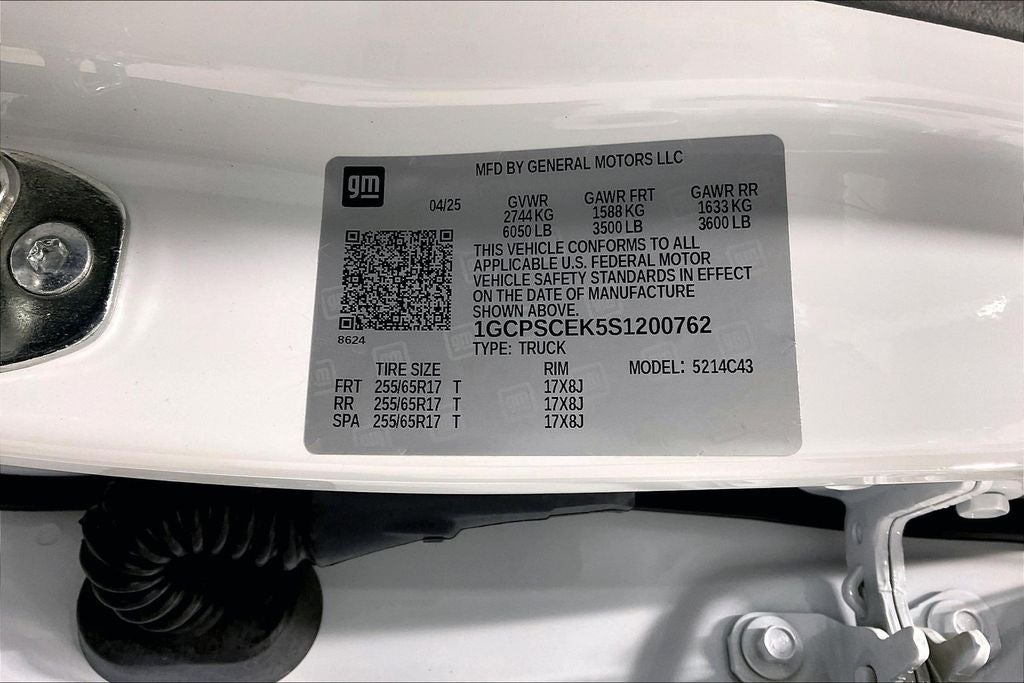 gm
MFD BY GENERAL MOTORS LLC
04/25 GVWR GAWR FRT GAWR RR
2744 KG 1588 KG 1633 KG
6050 LB 3500 LB 3600 LB
THIS VEHICLE CONFORMS TO ALL
APPLICABLE U.S. FEDERAL MOTOR
VEHICLE SAFETY STANDARDS IN EFFECT
ON THE DATE OF MANUFACTURE
SHOWN ABOVE.
8624
1GCPSCEK5S1200762
TYPE: TRUCK
TIRE SIZE RIM MODEL: 5214C43
FRT 255/65R17 T 17X8J
RR 255/65R17 T 17X8J
SPA 255/65R17 T 17X8J